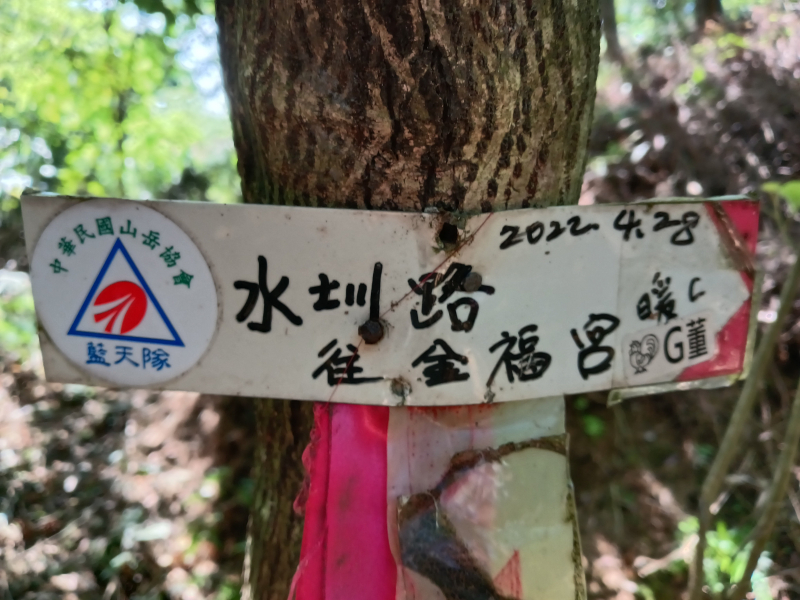 中華民國山岳協會
藍天隊
2022.4.28
水圳路
往金福宮
暖C
G董